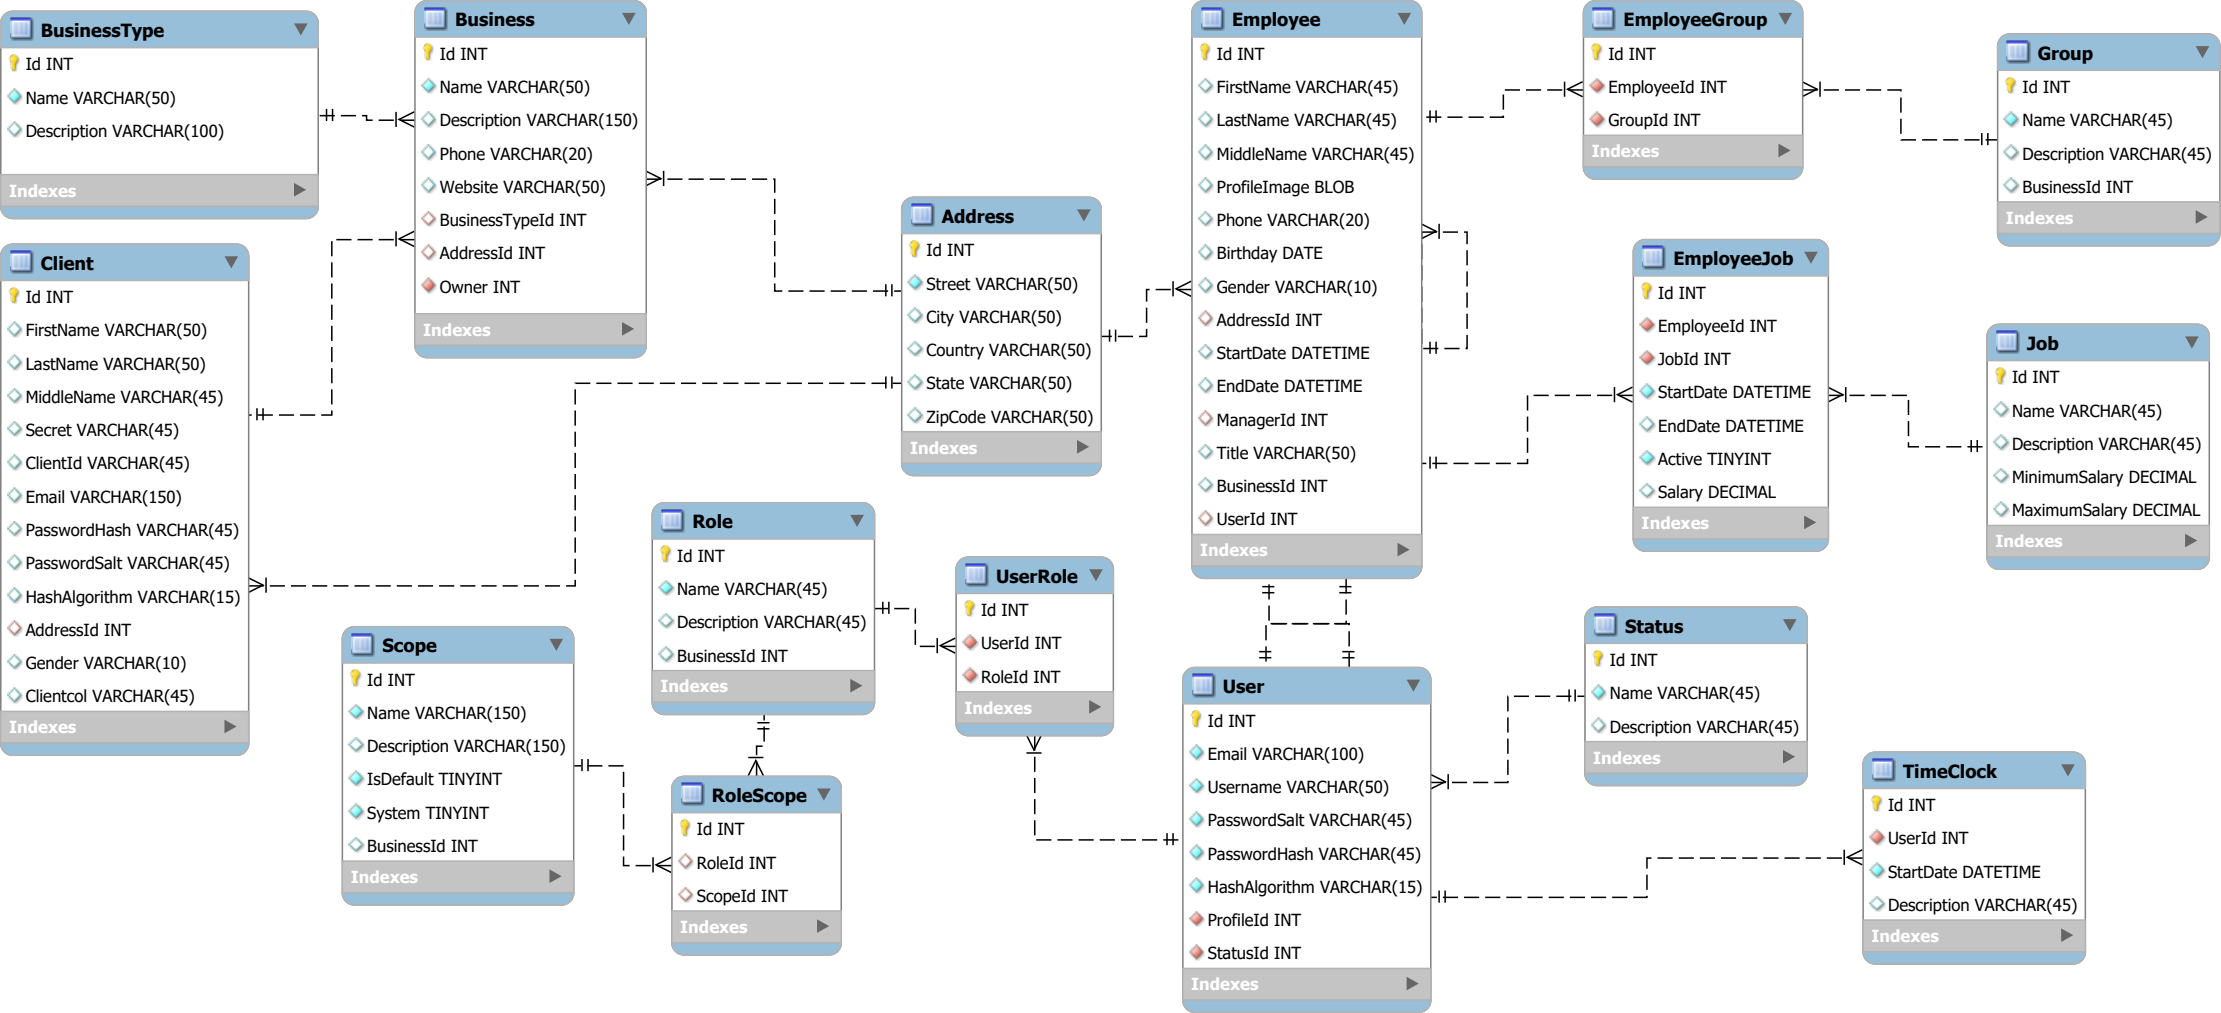 BusinessType
Id INT
Name VARCHAR(50)
Description VARCHAR(100)
Indexes
Business
Id INT
Name VARCHAR(50)
Description VARCHAR(150)
Phone VARCHAR(20)
Website VARCHAR(50)
BusinessTypeId INT
AddressId INT
Owner INT
Indexes
Client
Id INT
FirstName VARCHAR(50)
LastName VARCHAR(50)
MiddleName VARCHAR(45)
Secret VARCHAR(45)
ClientId VARCHAR(45)
Email VARCHAR(150)
PasswordHash VARCHAR(45)
PasswordSalt VARCHAR(45)
HashAlgorithm VARCHAR(15)
AddressId INT
Gender VARCHAR(10)
Clientcol VARCHAR(45)
Indexes
Address
Id INT
Street VARCHAR(50)
City VARCHAR(50)
Country VARCHAR(50)
State VARCHAR(50)
ZipCode VARCHAR(50)
Indexes
Employee
Id INT
FirstName VARCHAR(45)
LastName VARCHAR(45)
MiddleName VARCHAR(45)
ProfileImage BLOB
Phone VARCHAR(20)
Birthday DATE
Gender VARCHAR(10)
AddressId INT
StartDate DATETIME
EndDate DATETIME
ManagerId INT
Title VARCHAR(50)
BusinessId INT
UserId INT
Indexes
EmployeeGroup
Id INT
EmployeeId INT
GroupId INT
Indexes
Group
Id INT
Name VARCHAR(45)
Description VARCHAR(45)
BusinessId INT
Indexes
EmployeeJob
Id INT
EmployeeId INT
JobId INT
StartDate DATETIME
EndDate DATETIME
Active TINYINT
Salary DECIMAL
Indexes
Job
Id INT
Name VARCHAR(45)
Description VARCHAR(45)
MinimumSalary DECIMAL
MaximumSalary DECIMAL
Indexes
Scope
Id INT
Name VARCHAR(150)
Description VARCHAR(150)
IsDefault TINYINT
System TINYINT
BusinessId INT
Indexes
Role
Id INT
Name VARCHAR(45)
Description VARCHAR(45)
BusinessId INT
Indexes
UserRole
Id INT
UserId INT
RoleId INT
Indexes
RoleScope
Id INT
RoleId INT
ScopeId INT
Indexes
User
Id INT
Email VARCHAR(100)
Username VARCHAR(50)
PasswordSalt VARCHAR(45)
PasswordHash VARCHAR(45)
HashAlgorithm VARCHAR(15)
ProfileId INT
StatusId INT
Indexes
Status
Id INT
Name VARCHAR(45)
Description VARCHAR(45)
Indexes
TimeClock
Id INT
UserId INT
StartDate DATETIME
Description VARCHAR(45)
Indexes